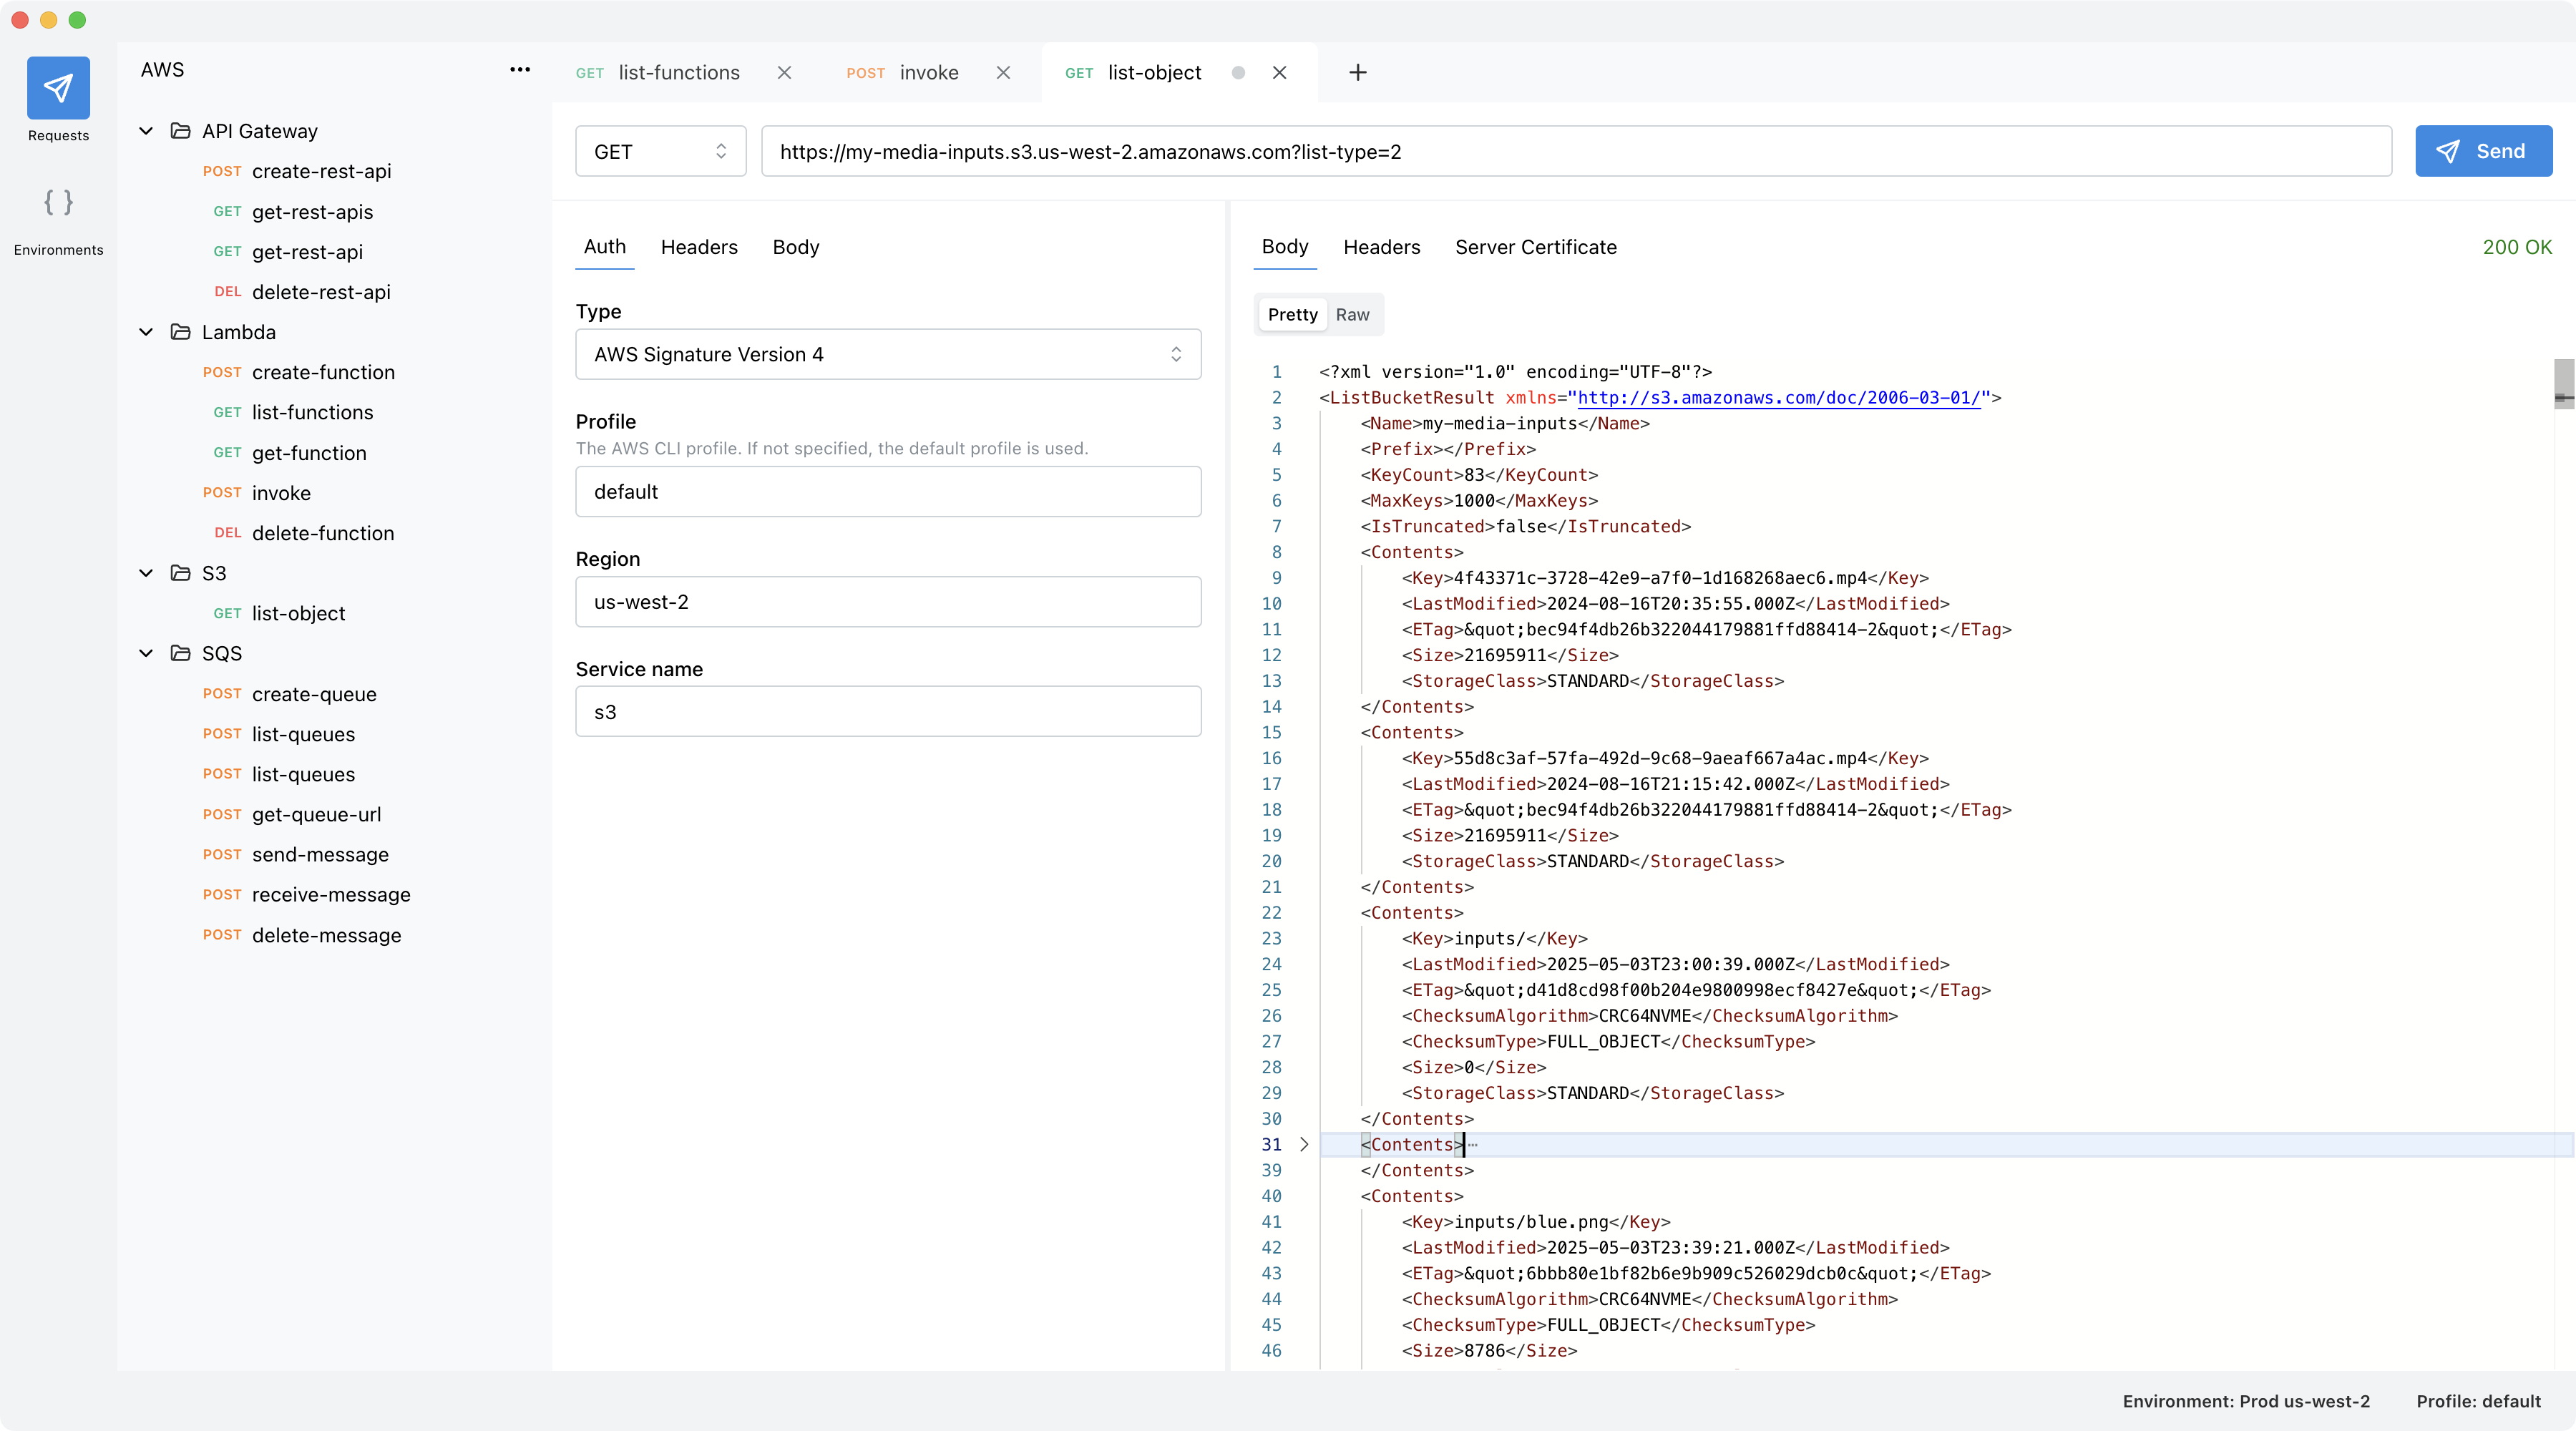 Requests
{ }
Environments
AWS
API Gateway
POST create-rest-api
GET get-rest-apis
GET get-rest-api
DEL delete-rest-api
Lambda
POST create-function
GET list-functions
GET get-function
POST invoke
DEL delete-function
S3
GET list-object
SQS
POST create-queue
POST list-queues
POST list-queues
POST get-queue-url
POST send-message
POST receive-message
POST delete-message
GET list-functions POST invoke GET list-object
GET https://my-media-inputs.s3.us-west-2.amazonaws.com?list-type=2 Send
Auth Headers Body
Type
AWS Signature Version 4
Profile
The AWS CLI profile. If not specified, the default profile is used.
default
Region
us-west-2
Service name
s3
Body Headers Server Certificate 200 OK
Pretty Raw
1 <?xml version="1.0" encoding="UTF-8"?>
2 <ListBucketResult xmlns="http://s3.amazonaws.com/doc/2006-03-01/">
3 <Name>my-media-inputs</Name>
4 <Prefix></Prefix>
5 <KeyCount>83</KeyCount>
6 <MaxKeys>1000</MaxKeys>
7 <IsTruncated>false</IsTruncated>
8 <Contents>
9 <Key>4f43371c-3728-42e9-a7f0-1d168268aec6.mp4</Key>
10 <LastModified>2024-08-16T20:35:55.000Z</LastModified>
11 <ETag>&quot;bec94f4db26b322044179881ffd88414-2&quot;</ETag>
12 <Size>21695911</Size>
13 <StorageClass>STANDARD</StorageClass>
14 </Contents>
15 <Contents>
16 <Key>55d8c3af-57fa-492d-9c68-9aeaf667a4ac.mp4</Key>
17 <LastModified>2024-08-16T21:15:42.000Z</LastModified>
18 <ETag>&quot;bec94f4db26b322044179881ffd88414-2&quot;</ETag>
19 <Size>21695911</Size>
20 <StorageClass>STANDARD</StorageClass>
21 </Contents>
22 <Contents>
23 <Key>inputs/</Key>
24 <LastModified>2025-05-03T23:00:39.000Z</LastModified>
25 <ETag>&quot;d41d8cd98f00b204e9800998ecf8427e&quot;</ETag>
26 <ChecksumAlgorithm>CRC64NVME</ChecksumAlgorithm>
27 <ChecksumType>FULL_OBJECT</ChecksumType>
28 <Size>0</Size>
29 <StorageClass>STANDARD</StorageClass>
30 </Contents>
31 <Contents>⋯
39 </Contents>
40 <Contents>
41 <Key>inputs/blue.png</Key>
42 <LastModified>2025-05-03T23:39:21.000Z</LastModified>
43 <ETag>&quot;6bbb80e1bf82b6e9b909c526029dcb0c&quot;</ETag>
44 <ChecksumAlgorithm>CRC64NVME</ChecksumAlgorithm>
45 <ChecksumType>FULL_OBJECT</ChecksumType>
46 <Size>8786</Size>
Environment: Prod us-west-2 Profile: default